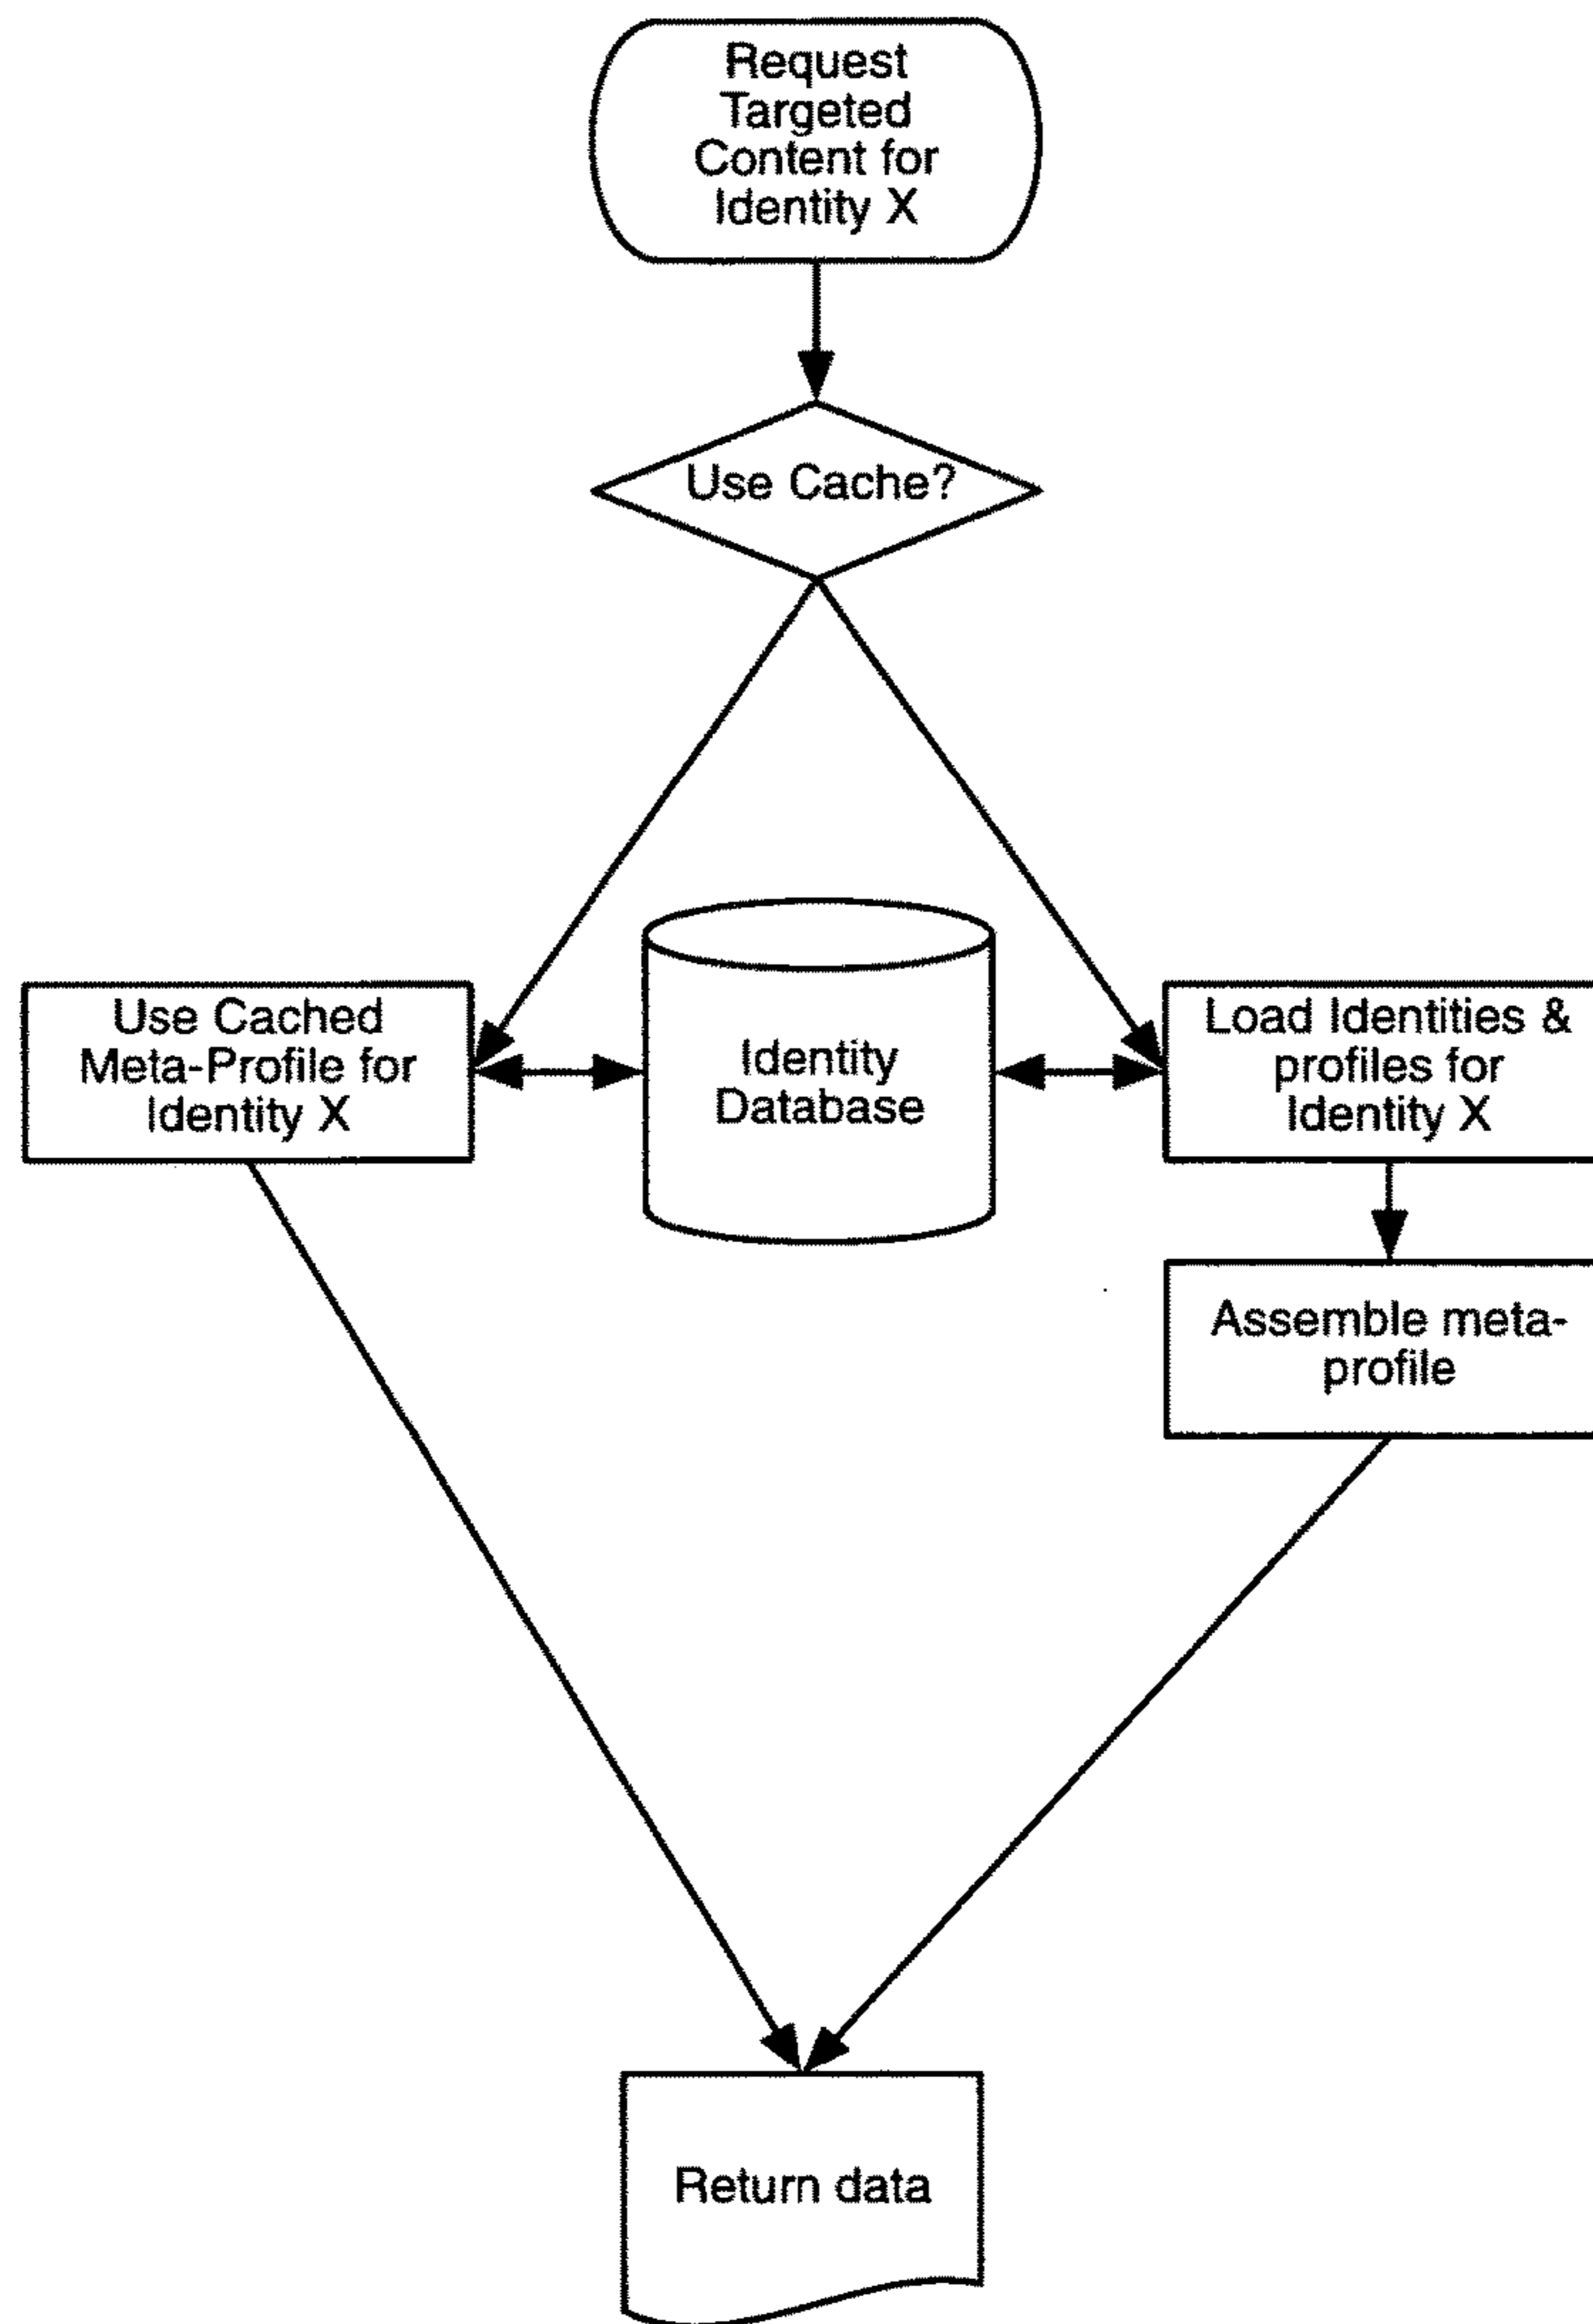 Request
Targeted
Content for
Identity X
Use Cache?
Use Cached
Meta-Profile for
Identity X
Identity
Database
Load Identities &
profiles for
Identity X
Assemble meta-
profile
Return data